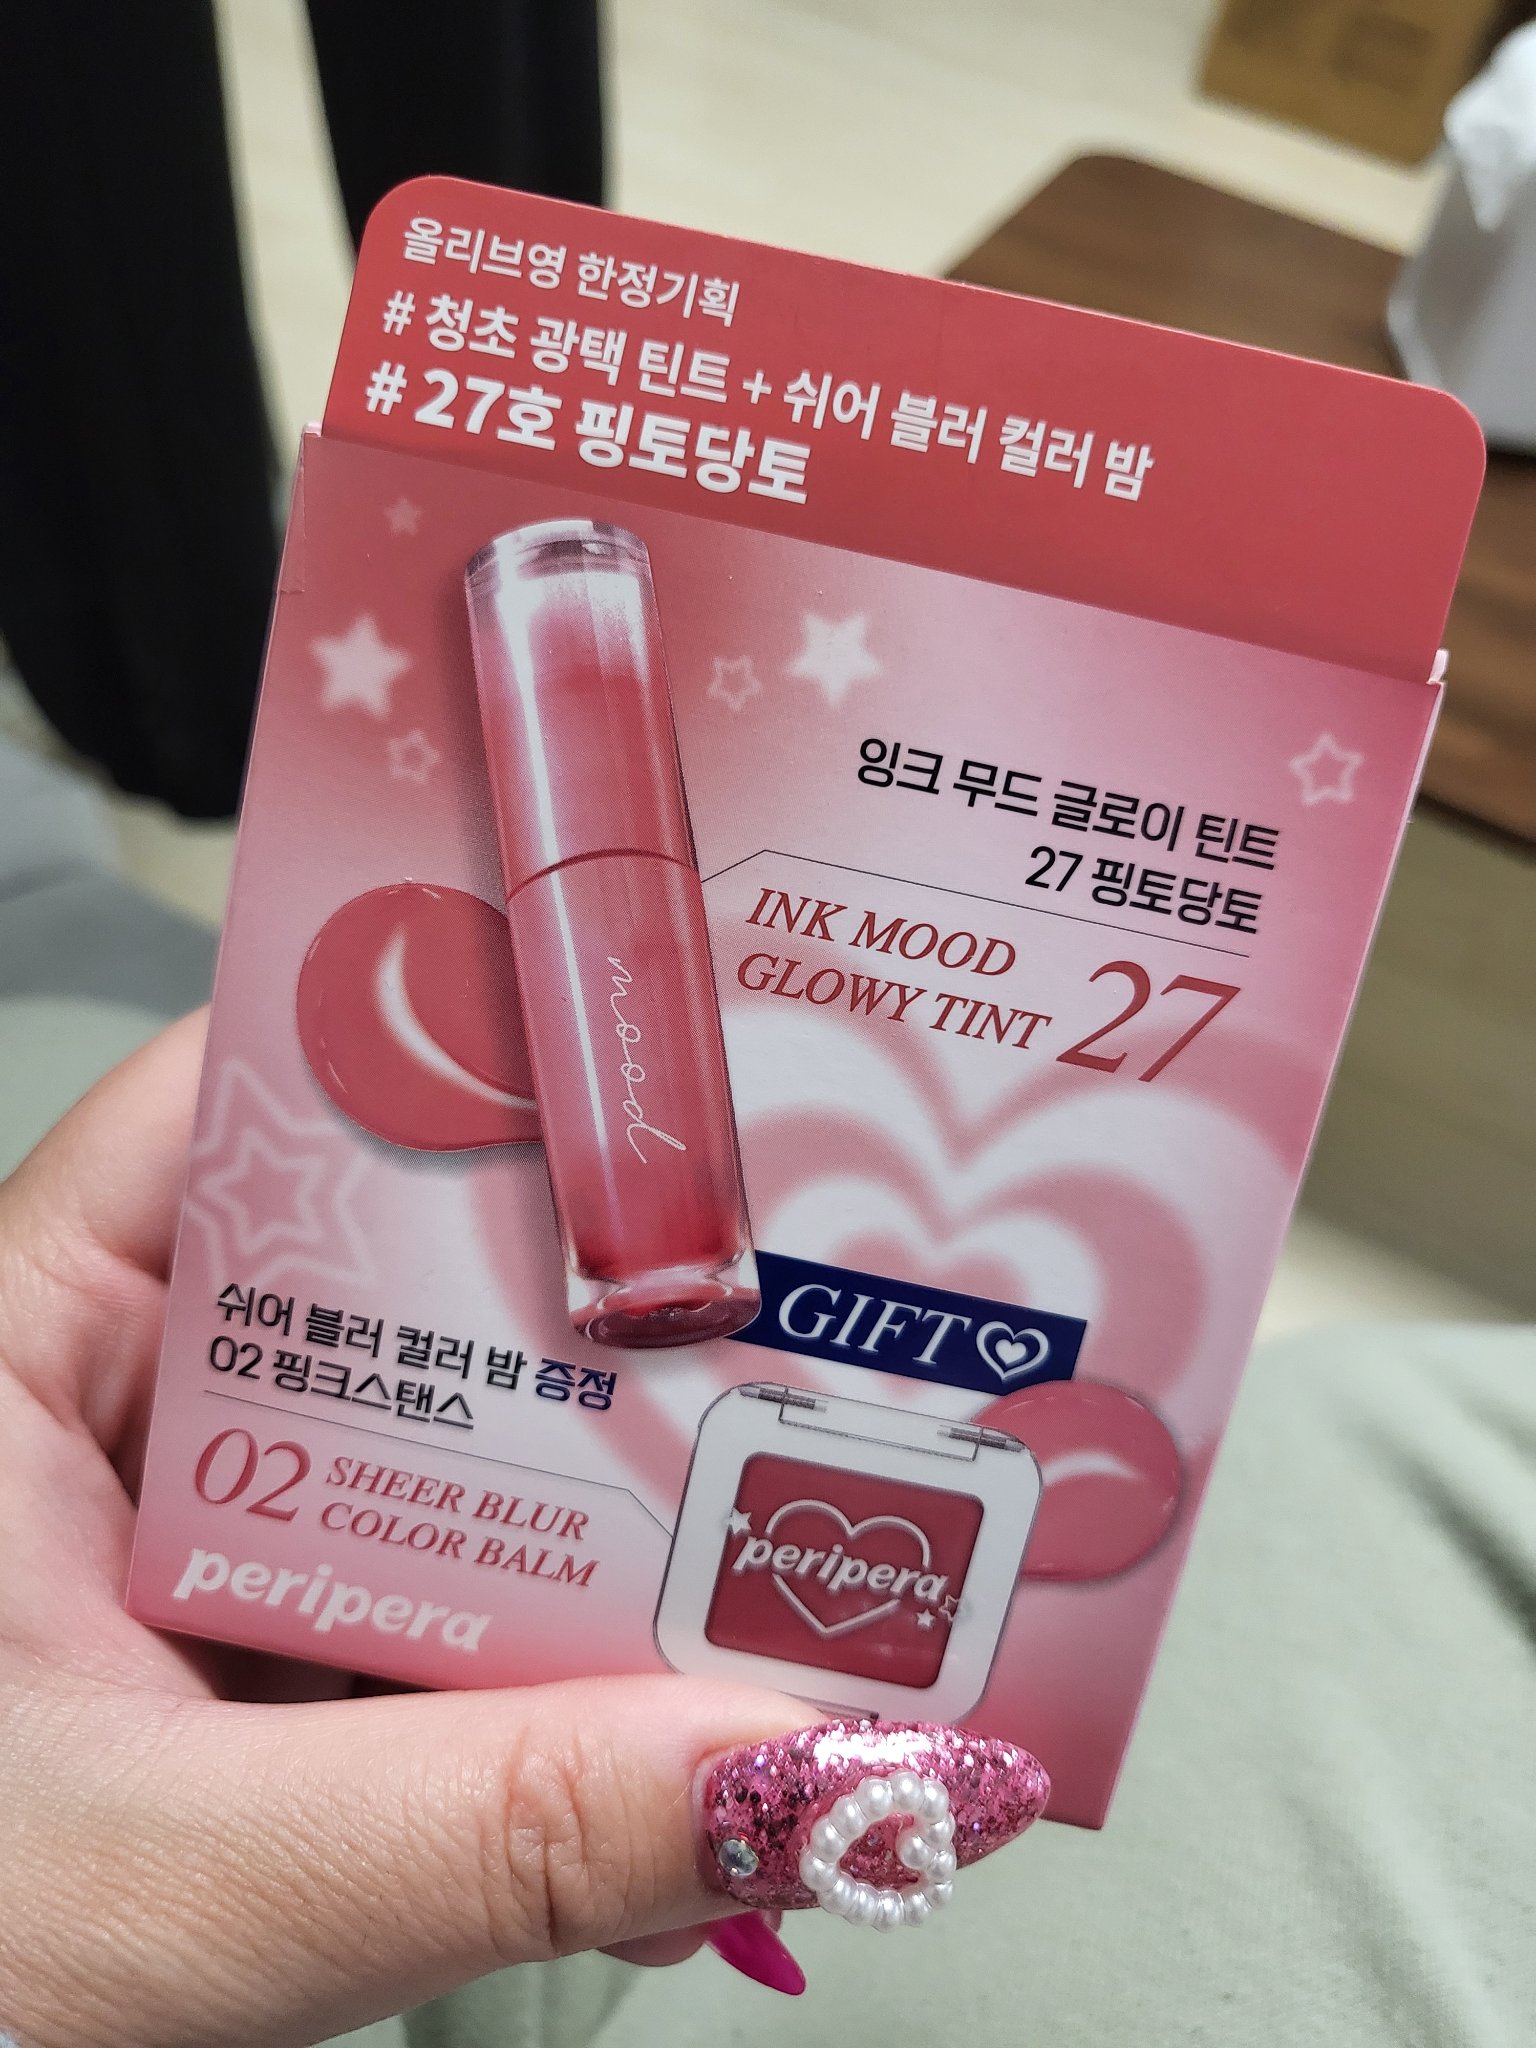 올리브영 한정기획
# 청초 광택 틴트 + 쉬어 블러 컬러 밤
# 27호 핑토당토
잉크 무드 글로이 틴트
27 핑토당토
INK MOOD
GLOWY TINT 27
mood
GIFT
쉬어 블러 컬러 밤 증정
02 핑크스탠스
02 SHEER BLUR
COLOR BALM
peripera
peripera